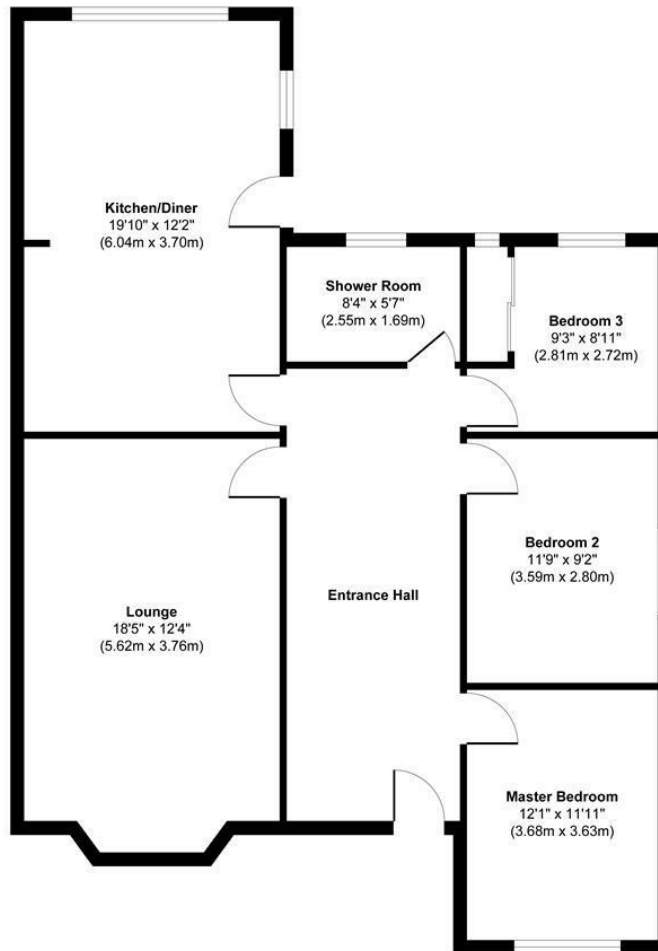 Kitchen/Diner
19'10" x 12'2"
(6.04m x 3.70m)
Shower Room
8'4" x 5'7"
(2.55m x 1.69m)
Bedroom 3
9'3" x 8'11"
(2.81m x 2.72m)
Bedroom 2
11'9" x 9'2"
(3.59m x 2.80m)
Entrance Hall
Lounge
18'5" x 12'4"
(5.62m x 3.76m)
Master Bedroom
12'1" x 11'11"
(3.68m x 3.63m)